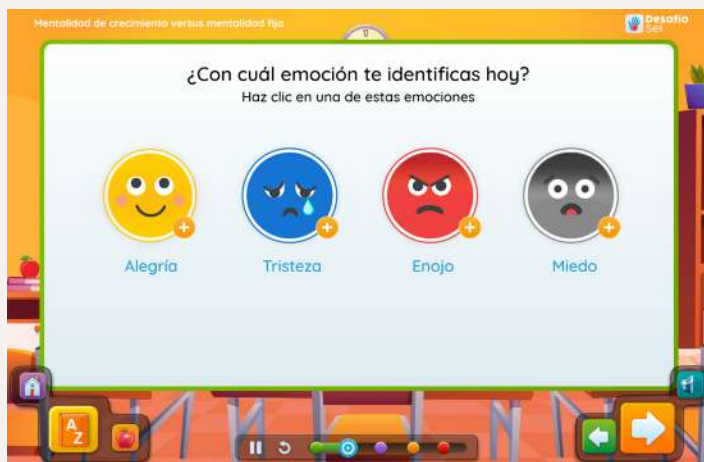 Mentalidad de crecimiento versus mentalidad fija
Desafío
Sel
¿Con cuál emoción te identificas hoy?
Haz clic en una de estas emociones
Alegría
Tristeza
Enojo
Miedo
A
Z